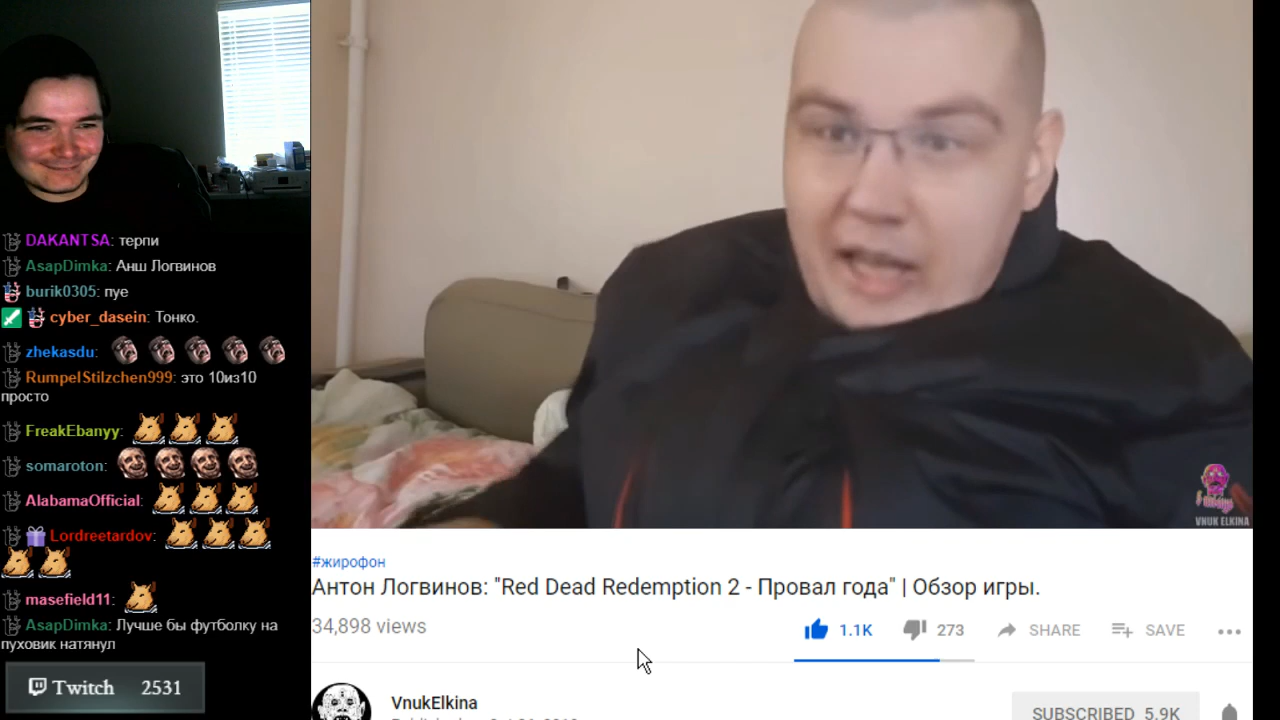 DAKANTSA: терпи
AsapDimka: Анш Логвинов
burik0305: пуе
cyber_dasein: Тонко.
zhekasdu:
RumpelStilzchen999: это 10из10
просто
FreakEbanyy:
somaroton:
AlabamaOfficial:
Lordreetardov:
masefield11:
AsapDimka: Лучше бы футболку на
пуховик натянул
Twitch 2531
VNUK ELKINA
#жирофон
Антон Логвинов: "Red Dead Redemption 2 - Провал года" | Обзор игры.
34,898 views
1.1K 273 SHARE SAVE
VnukElkina
SUBSCRIBED 5.9K